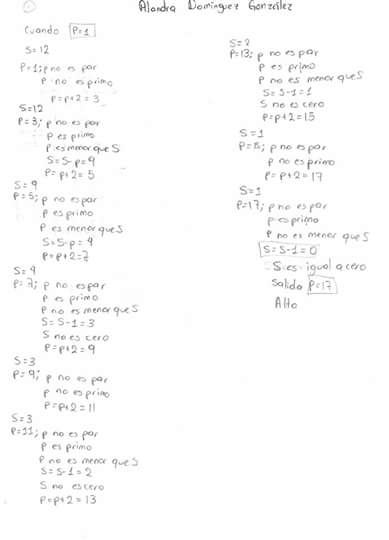 Alondra Dominguez González
Cuando P=1
S=12
P=1; p no es par
p no es primo
p=p+2=3
S=12
P=3; p no es par
p es primo
p es menor que S
S=S-p=9
p=p+2=5
S=9
P=5; p no es par
p es primo
p es menor que S
S=S-p=4
p=p+2=7
S=4
P=7; p no es par
p es primo
p no es menor que S
S=S-1=3
S no es cero
p=p+2=9
S=3
P=9; p no es par
p no es primo
p=p+2=11
S=3
P=11; p no es par
p es primo
p no es menor que S
S=S-1=2
S no es cero
p=p+2=13
S=2
P=13; p no es par
p es primo
p no es menor que S
S=S-1=1
S no es cero
p=p+2=15
S=1
P=15; p no es par
p no es primo
p=p+2=17
S=1
P=17; p no es par
p es primo
p no es menor que S
S=S-1=0
S es igual a cero
Salida P=17
Alto